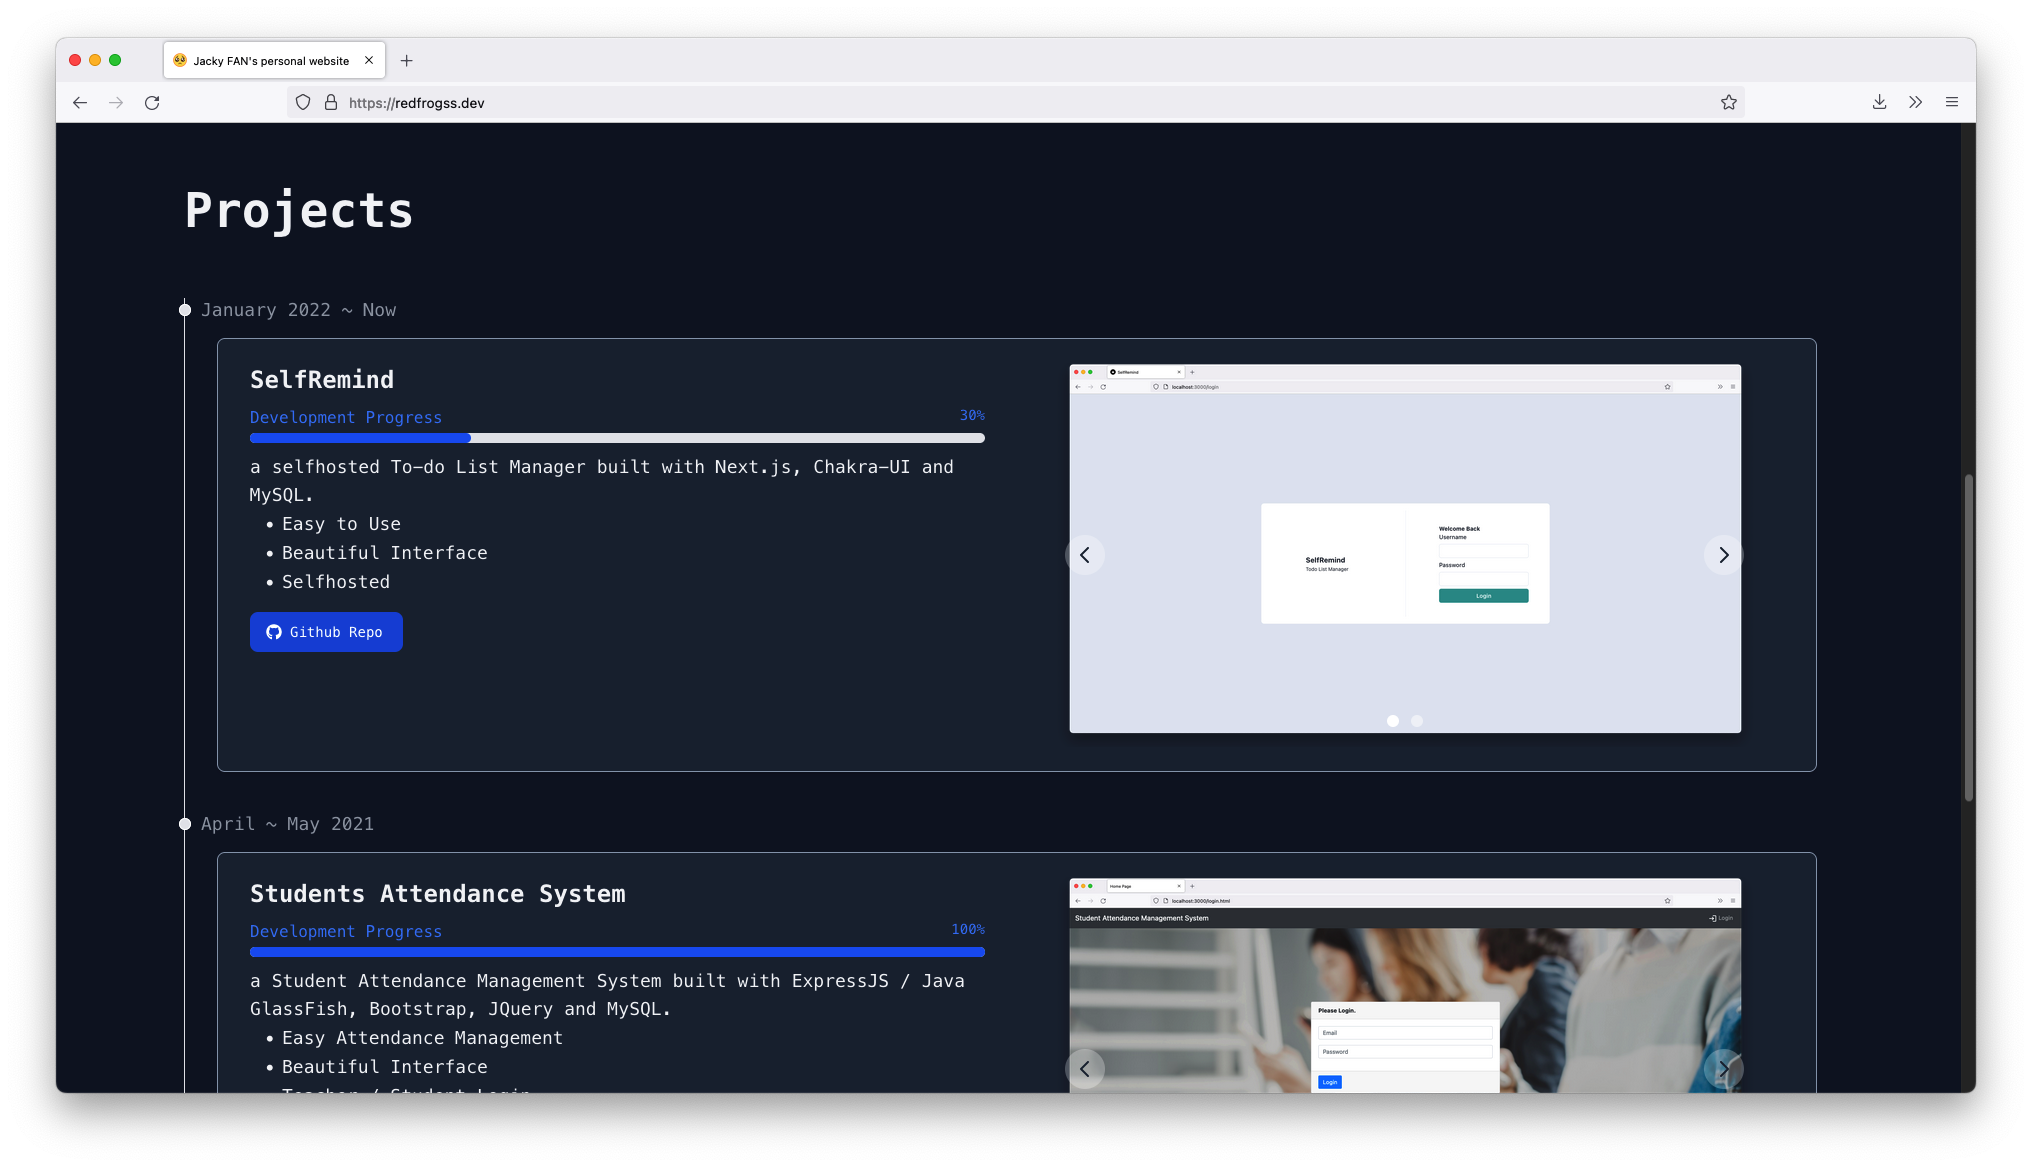 Jacky FAN's personal website
https://redfrogss.dev
Projects
January 2022 ~ Now
SelfRemind
Development Progress
30%
a selfhosted To-do List Manager built with Next.js, Chakra-UI and
MySQL.
• Easy to Use
• Beautiful Interface
• Selfhosted
Github Repo
SelfRemind
localhost:3000/login
Welcome Back
Username
SelfRemind
Todo List Manager
Password
Login
April ~ May 2021
Students Attendance System
Development Progress
100%
a Student Attendance Management System built with ExpressJS / Java
GlassFish, Bootstrap, JQuery and MySQL.
• Easy Attendance Management
• Beautiful Interface
• Teacher / Student Login
Home Page
localhost:3000/login.html
Student Attendance Management System
Login
Please Login.
Email
Password
Login